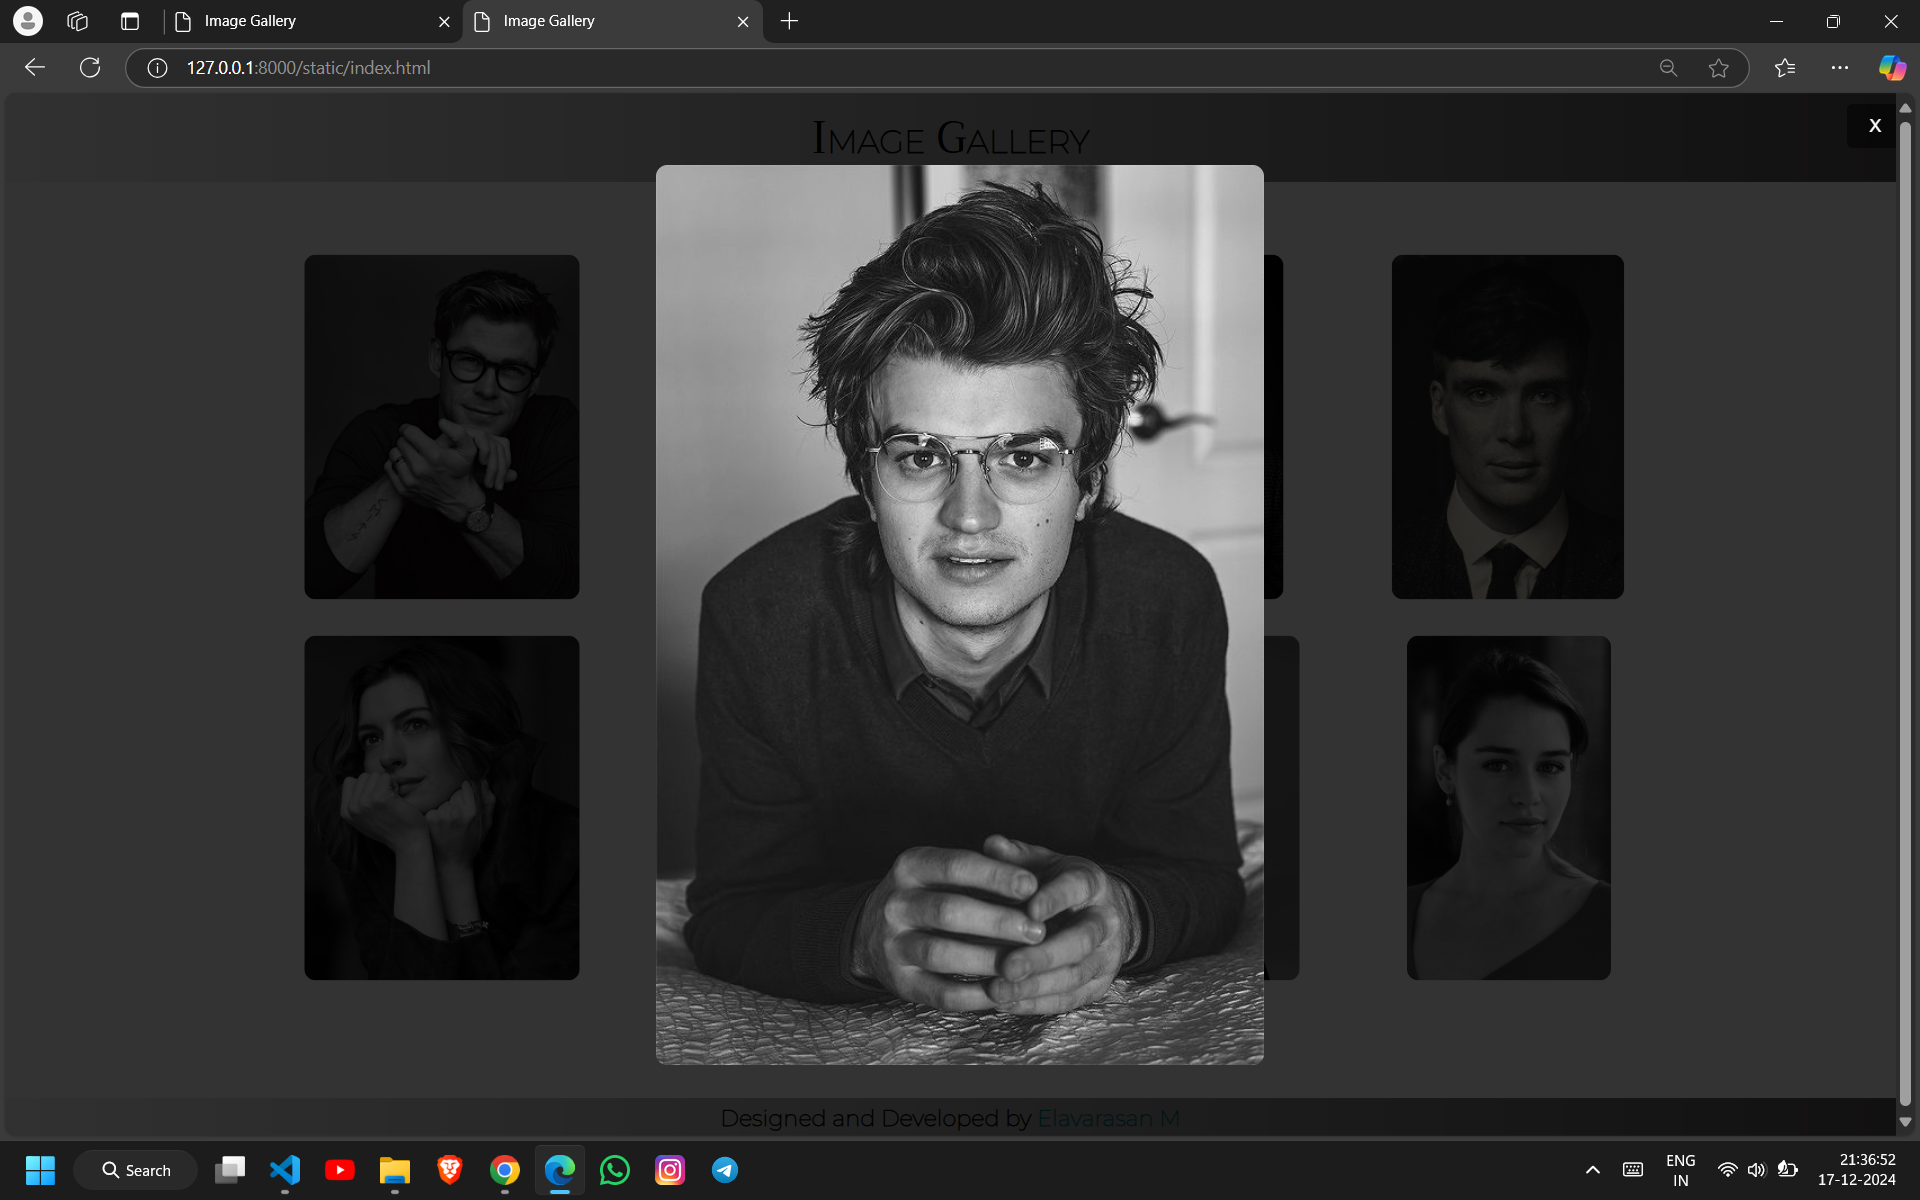 Image Gallery
Image Gallery
127.0.0.1:8000/static/index.html
IMAGE GALLERY
X
Designed and Developed by Elavarasan M
Search
ENG
IN
21:36:52
17-12-2024